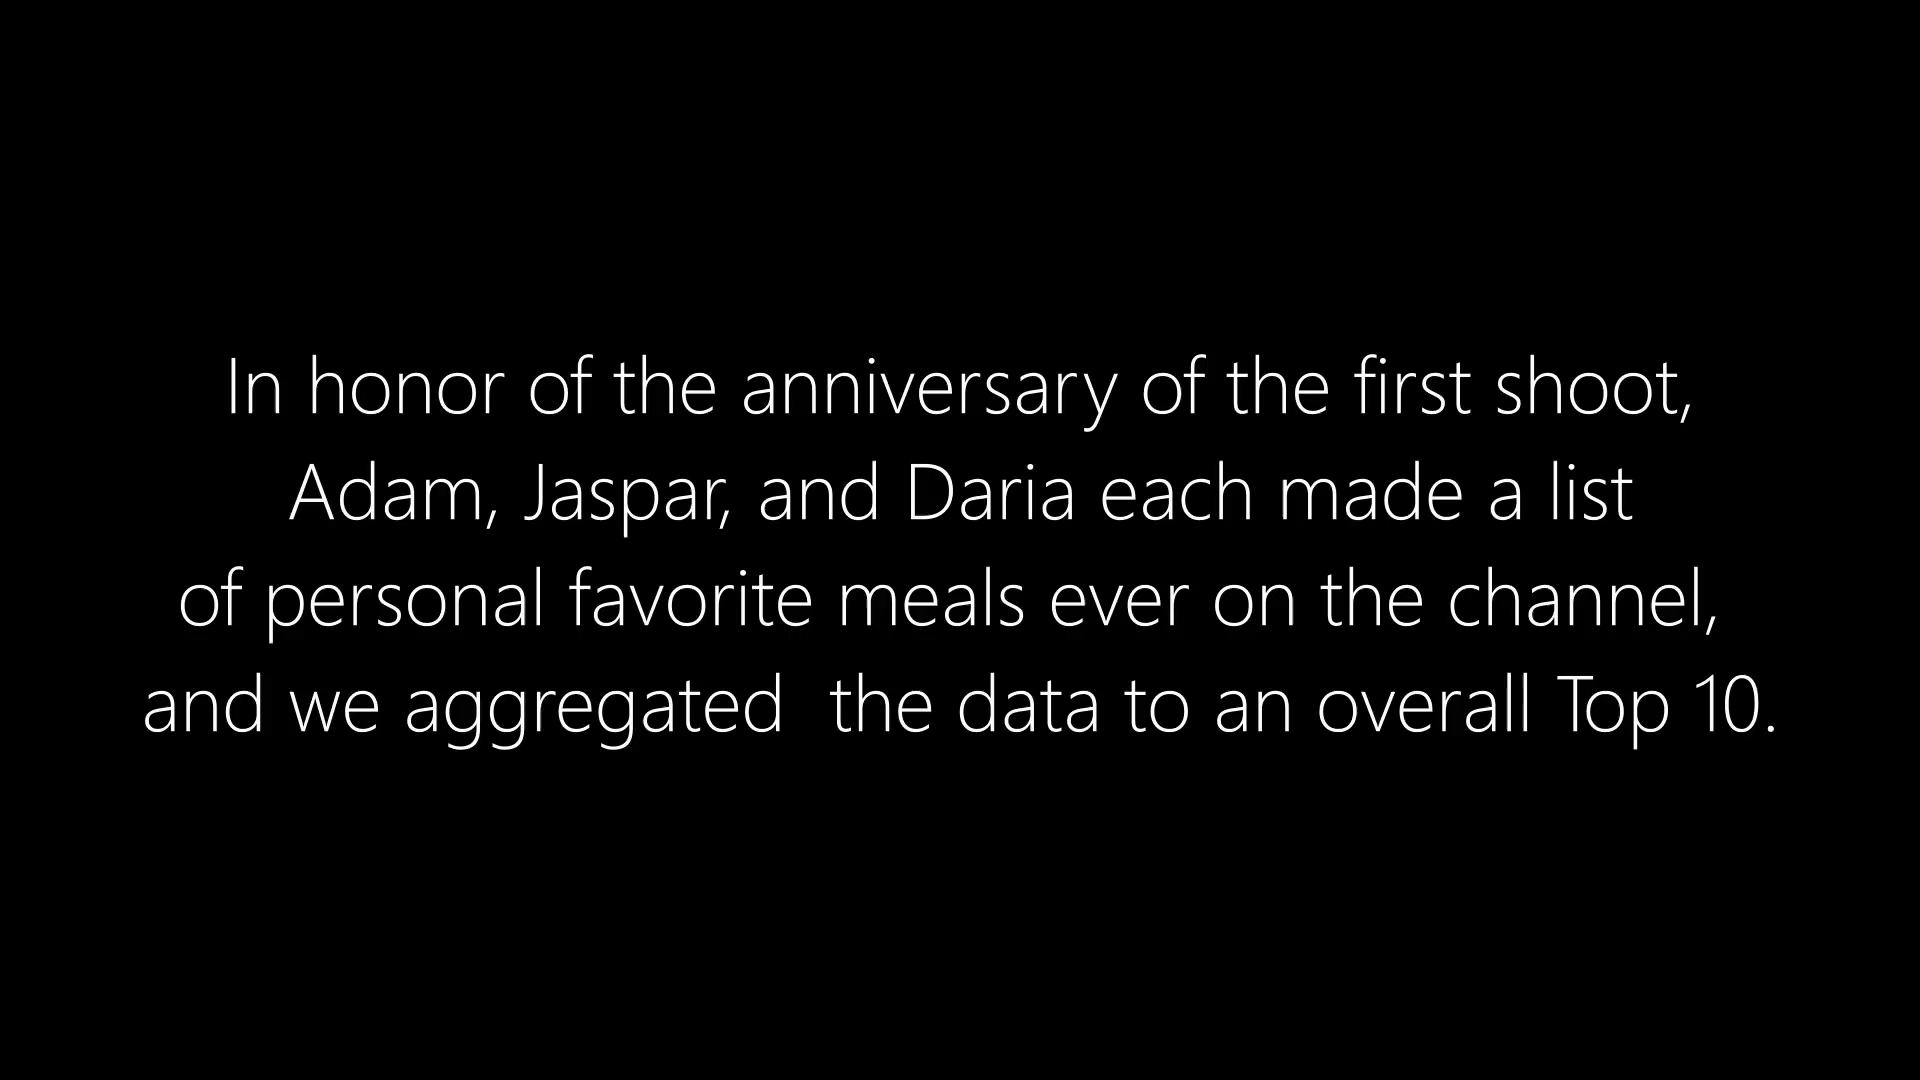 In honor of the anniversary of the first shoot,
Adam, Jaspar, and Daria each made a list
of personal favorite meals ever on the channel,
and we aggregated  the data to an overall Top 10.